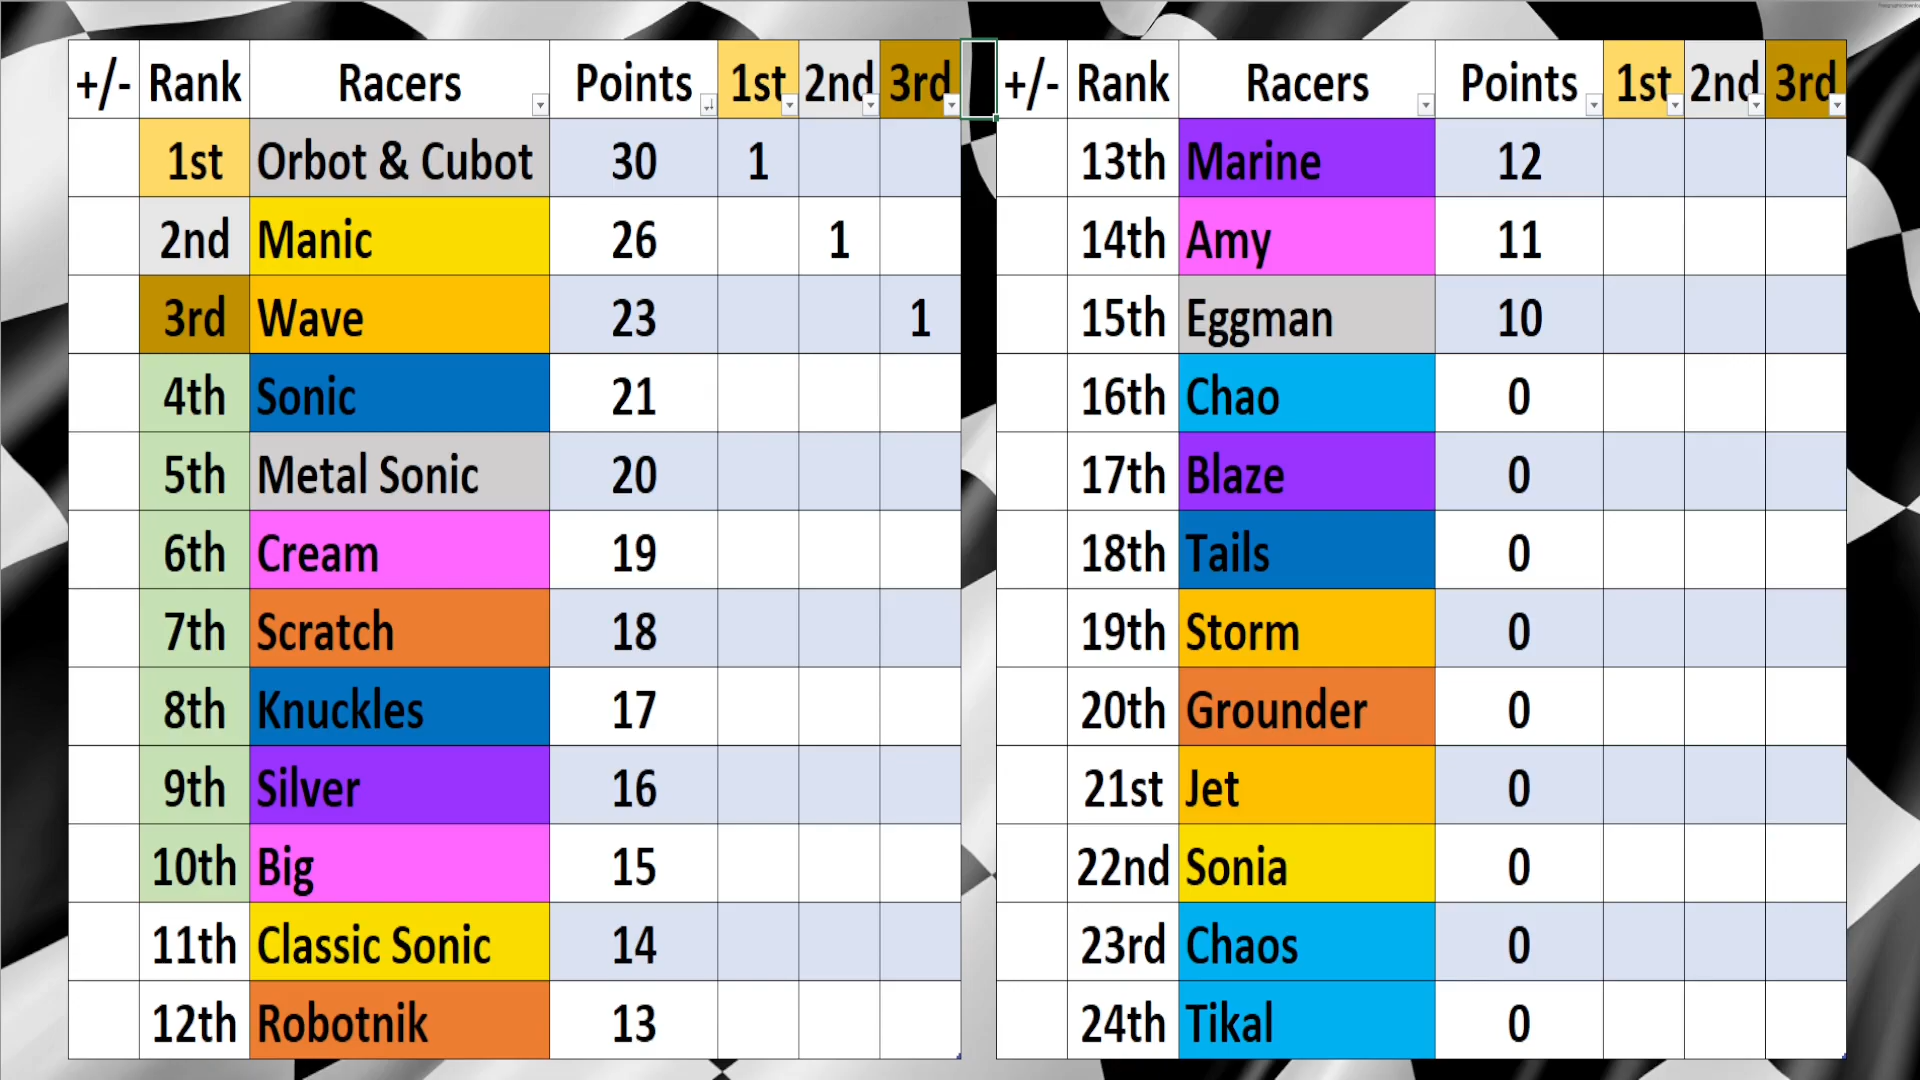 +/- Rank Racers Points 1st 2nd 3rd
1st Orbot & Cubot 30 1
2nd Manic 26 1
3rd Wave 23 1
4th Sonic 21
5th Metal Sonic 20
6th Cream 19
7th Scratch 18
8th Knuckles 17
9th Silver 16
10th Big 15
11th Classic Sonic 14
12th Robotnik 13
+/- Rank Racers Points 1st 2nd 3rd
13th Marine 12
14th Amy 11
15th Eggman 10
16th Chao 0
17th Blaze 0
18th Tails 0
19th Storm 0
20th Grounder 0
21st Jet 0
22nd Sonia 0
23rd Chaos 0
24th Tikal 0